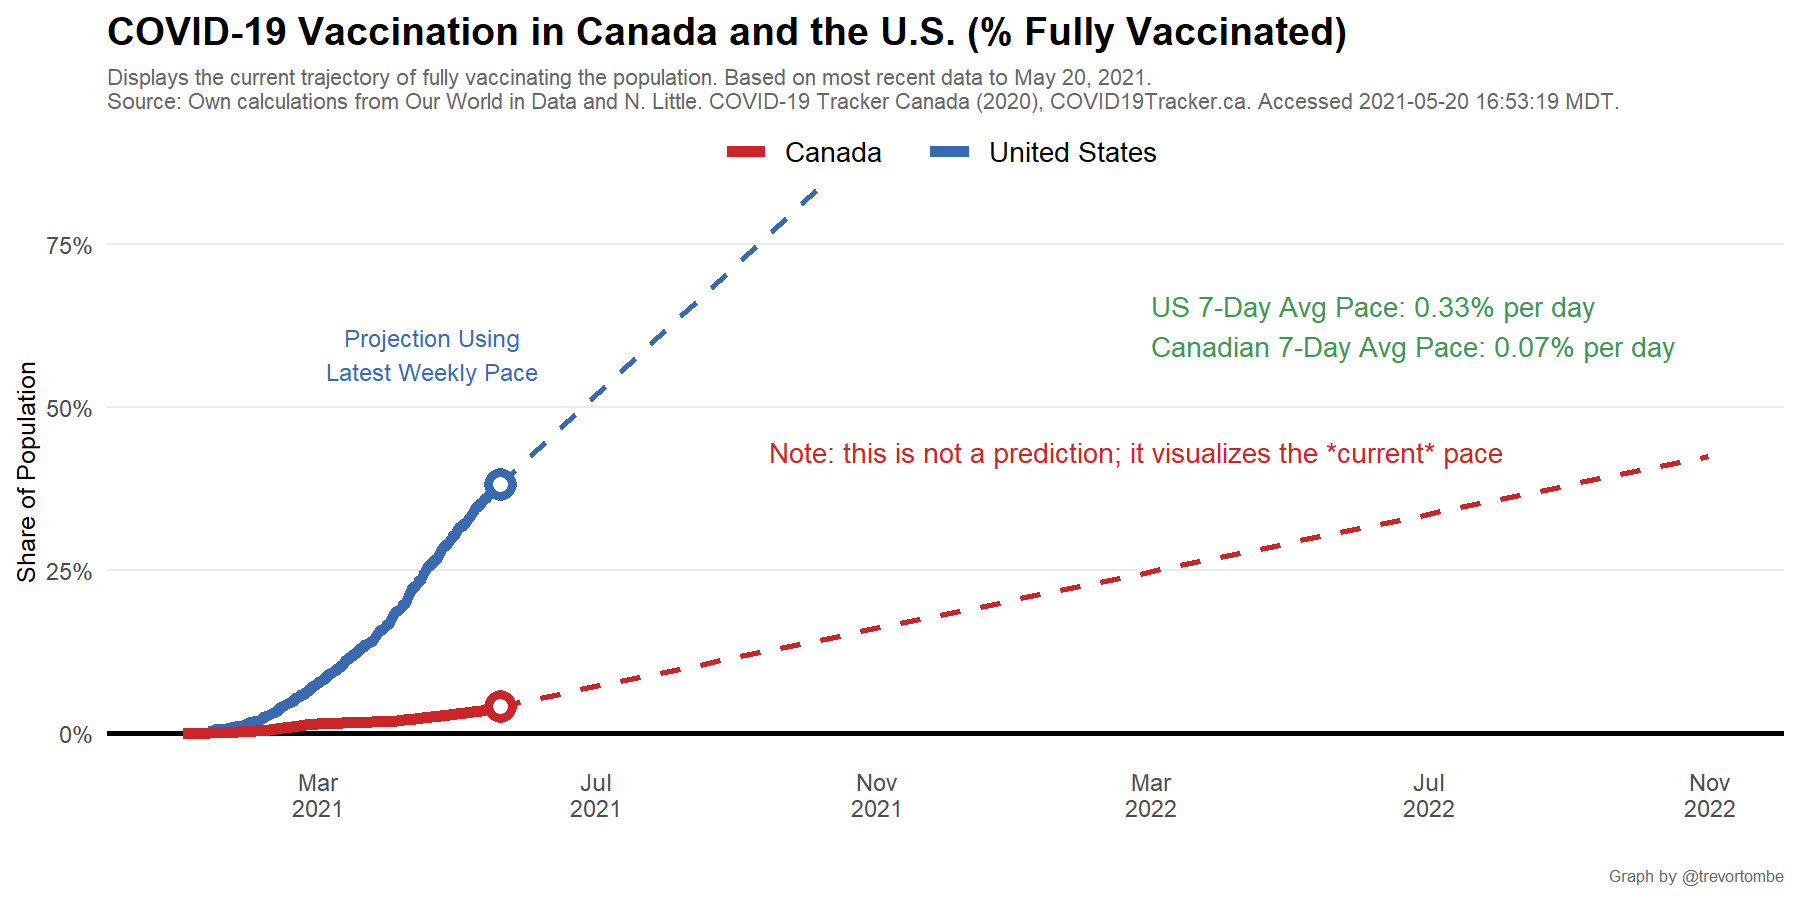 COVID-19 Vaccination in Canada and the U.S. (% Fully Vaccinated)
Displays the current trajectory of fully vaccinating the population. Based on most recent data to May 20, 2021.
Source: Own calculations from Our World in Data and N. Little. COVID-19 Tracker Canada (2020), COVID19Tracker.ca. Accessed 2021-05-20 16:53:19 MDT.
Canada
United States
75%
50%
25%
0%
Share of Population
Projection Using
Latest Weekly Pace
US 7-Day Avg Pace: 0.33% per day
Canadian 7-Day Avg Pace: 0.07% per day
Note: this is not a prediction; it visualizes the *current* pace
Mar
2021
Jul
2021
Nov
2021
Mar
2022
Jul
2022
Nov
2022
Graph by @trevortombe